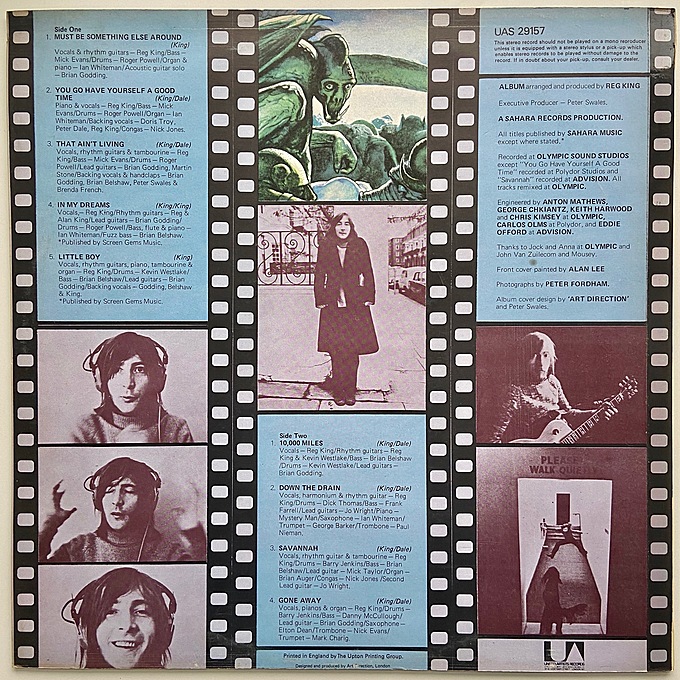 Side One
1. MUST BE SOMETHING ELSE AROUND
(King)
Vocals & rhythm guitars – Reg King/Bass –
Mick Evans/Drums – Roger Powell/Organ &
piano – Ian Whiteman/Acoustic guitar solo
– Brian Godding.
2. YOU GO HAVE YOURSELF A GOOD
TIME (King/Dale)
Piano & vocals – Reg King/Bass – Mick
Evans/Drums – Roger Powell/Organ – Ian
Whiteman/Backing vocals – Doris Troy,
Peter Dale, Reg King/Congas – Nick Jones.
3. THAT AIN'T LIVING (King/Dale)
Vocals, rhythm guitars & tambourine – Reg
King/Bass – Mick Evans/Drums – Roger
Powell/Lead guitars – Brian Godding, Martin
Stone/Backing vocals & handclaps – Brian
Godding, Brian Belshaw, Peter Swales &
Brenda French.
4. IN MY DREAMS (King/King)
Vocals,– Reg King/Rhythm guitars – Reg &
Alan King/Lead guitars – Brian Godding/
Drums – Roger Powell/Bass, flute & piano –
Ian Whiteman/Fuzz bass – Brian Belshaw.
*Published by Screen Gems Music.
5. LITTLE BOY (King)
Vocals, rhythm guitars, piano, tambourine &
organ – Reg King/Drums – Kevin Westlake/
Bass – Brian Belshaw/Lead guitar – Brian
Godding/Backing vocals – Godding, Belshaw
& King.
*Published by Screen Gems Music.
Side Two
1. 10,000 MILES (King/Dale)
Vocals – Reg King/Rhythm guitars – Reg
King & Kevin Westlake/Bass – Brian Belshaw
/Drums – Kevin Westlake/Lead guitars –
Brian Godding.
2. DOWN THE DRAIN (King/Dale)
Vocals, harmonium & rhythm guitar – Reg
King/Drums – Dick Thomas/Bass – Frank
Farrell/Lead guitars – Jo Wright/Piano –
Mystery Man/Saxophone – Ian Whiteman/
Trumpet – George Barker/Trombone – Paul
Nieman.
3. SAVANNAH (King/Dale)
Vocals, rhythm guitar & tambourine – Reg
King/Drums – Barry Jenkins/Bass – Brian
Belshaw/Lead guitar – Mick Taylor/Organ –
Brian Auger/Congas – Nick Jones/Second
Lead guitar – Jo Wright.
4. GONE AWAY (King/Dale)
Vocals, pianos & organ – Reg King/Drums –
Barry Jenkins/Bass – Danny McCullough/
Lead guitar – Brian Godding/Saxophone –
Elton Dean/Trombone – Nick Evans/
Trumpet – Mark Charig.
Printed in England by The Upton Printing Group.
Designed and produced by Art Direction, London
UAS 29157
This stereo record should not be played on a mono reproducer
unless it is equipped with a stereo stylus or a pick-up which
enables stereo records to be played without damage to the
record. If in doubt about your pick-up, consult your dealer.
ALBUM arranged and produced by REG KING
Executive Producer – Peter Swales.
A SAHARA RECORDS PRODUCTION.
All titles published by SAHARA MUSIC
except where stated.
Recorded at OLYMPIC SOUND STUDIOS
except "You Go Have Yourself A Good
Time" recorded at Polydor Studios and
"Savannah" recorded at ADVISION. All
tracks remixed at OLYMPIC.
Engineered by ANTON MATHEWS,
GEORGE CHKIANTZ, KEITH HARWOOD
and CHRIS KIMSEY at OLYMPIC,
CARLOS OLMS at Polydor, and EDDIE
OFFORD at ADVISION.
Thanks to Jock and Anna at OLYMPIC and
John Van Zuilecom and Mousey.
Front cover painted by ALAN LEE
Photographs by PETER FORDHAM.
Album cover design by 'ART DIRECTION'
and Peter Swales.
PLEASE
WALK QUIETLY
UA
UNITED ARTISTS RECORDS